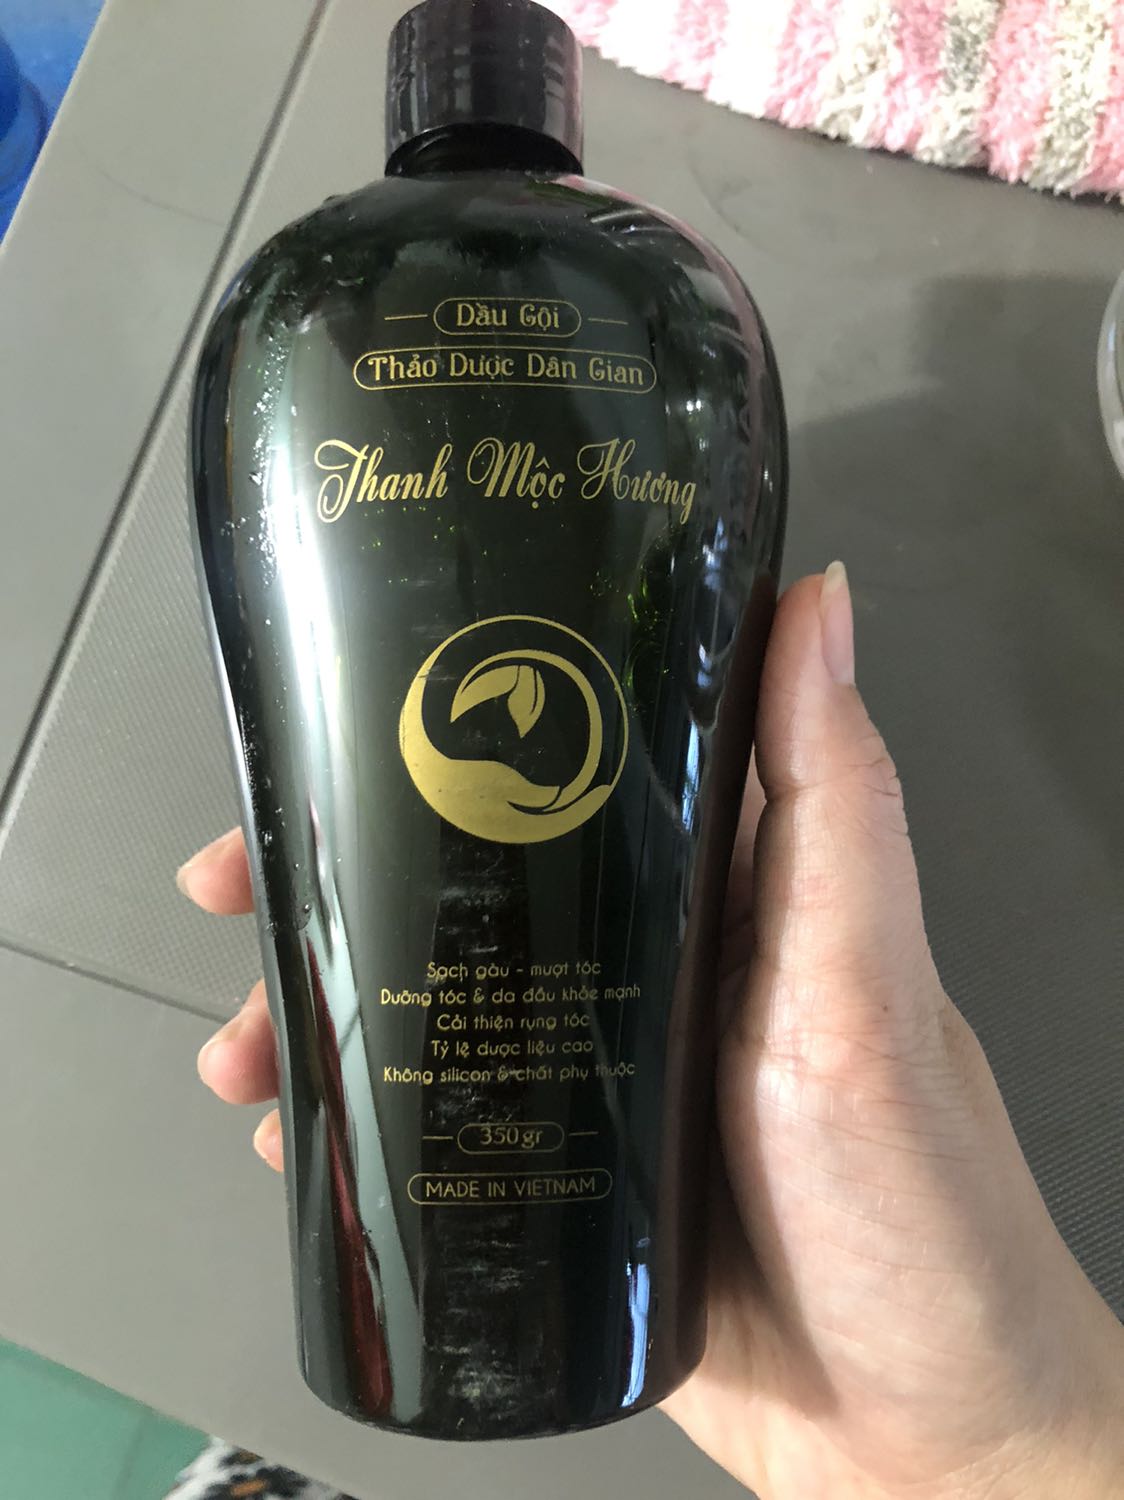 Dầu Gội
Thảo Dược Dân Gian
Thanh Mộc Hương
Sạch gàu - mượt tóc
Dưỡng tóc & da đầu khỏe mạnh
Cải thiện rụng tóc
Tỷ lệ dược liệu cao
Không silicon & chất phụ thuộc
350gr
MADE IN VIETNAM